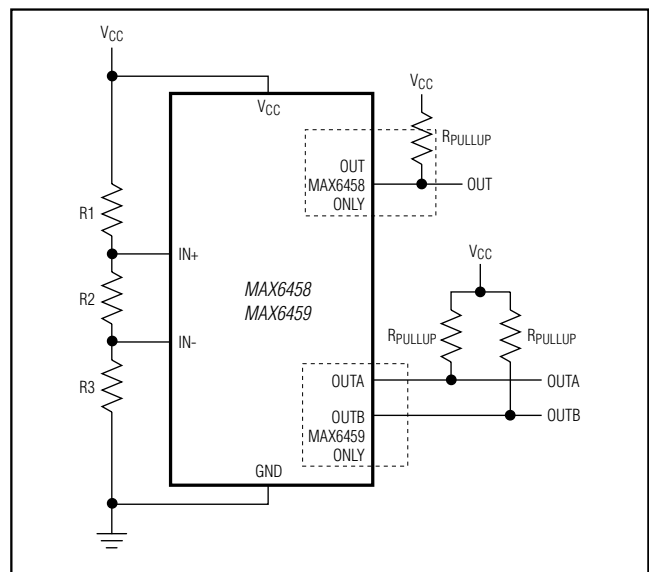 VCC
VCC
VCC
RPULLUP
OUT
MAX6458
ONLY
OUT
R1
IN+
R2
MAX6458
MAX6459
IN-
R3
VCC
RPULLUP
RPULLUP
OUTA
OUTA
OUTB
OUTB
MAX6459
ONLY
GND